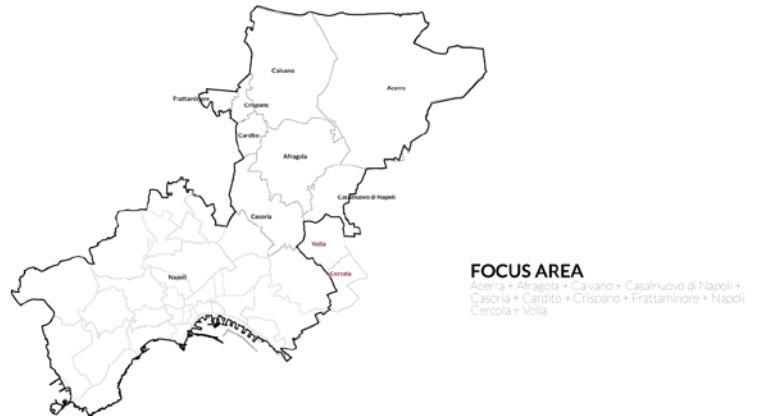 Caivano
Acerra
Frattaminore
Crispano
Cardito
Afragola
Casalnuovo di Napoli
Casoria
Volla
Napoli
Cercola
FOCUS AREA
Acerra + Afragola + Caivano + Casalnuovo di Napoli +
Casoria + Cardito + Crispano + Frattaminore + Napoli
Cercola + Volla